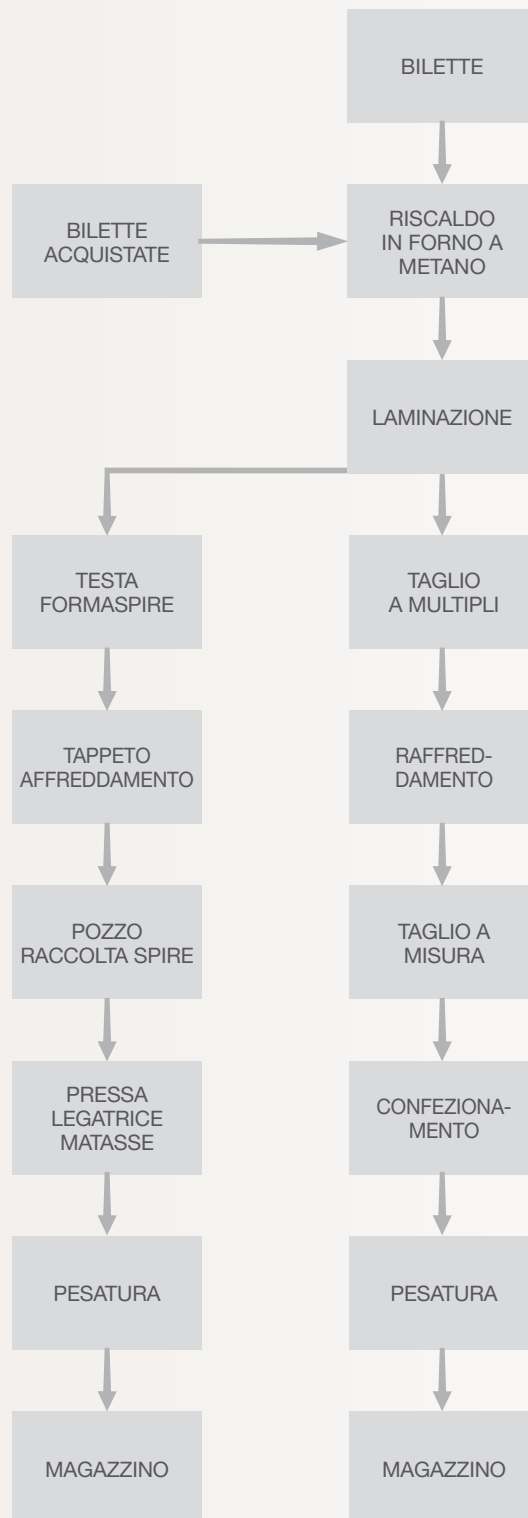 BILETTE
BILETTE
ACQUISTATE
RISCALDO
IN FORNO A
METANO
LAMINAZIONE
TESTA
FORMASPIRE
TAGLIO
A MULTIPLI
TAPPETO
AFFREDDAMENTO
RAFFRED-
DAMENTO
POZZO
RACCOLTA SPIRE
TAGLIO A
MISURA
PRESSA
LEGATRICE
MATASSE
CONFEZIONA-
MENTO
PESATURA
PESATURA
MAGAZZINO
MAGAZZINO